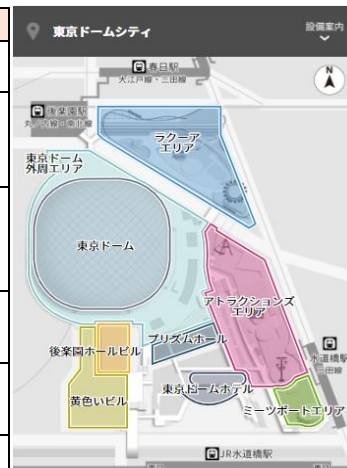 東京ドームシティ
設備案内
春日駅
大江戸線・三田線
N
後楽園駅
丸ノ内線・南北線
ラクーア
エリア
東京ドーム
外周エリア
東京ドーム
アトラクションズ
エリア
プリズムホール
後楽園ホールビル
水道橋駅
三田線
東京ドームホテル
黄色いビル
ミーツポートエリア
JR水道橋駅